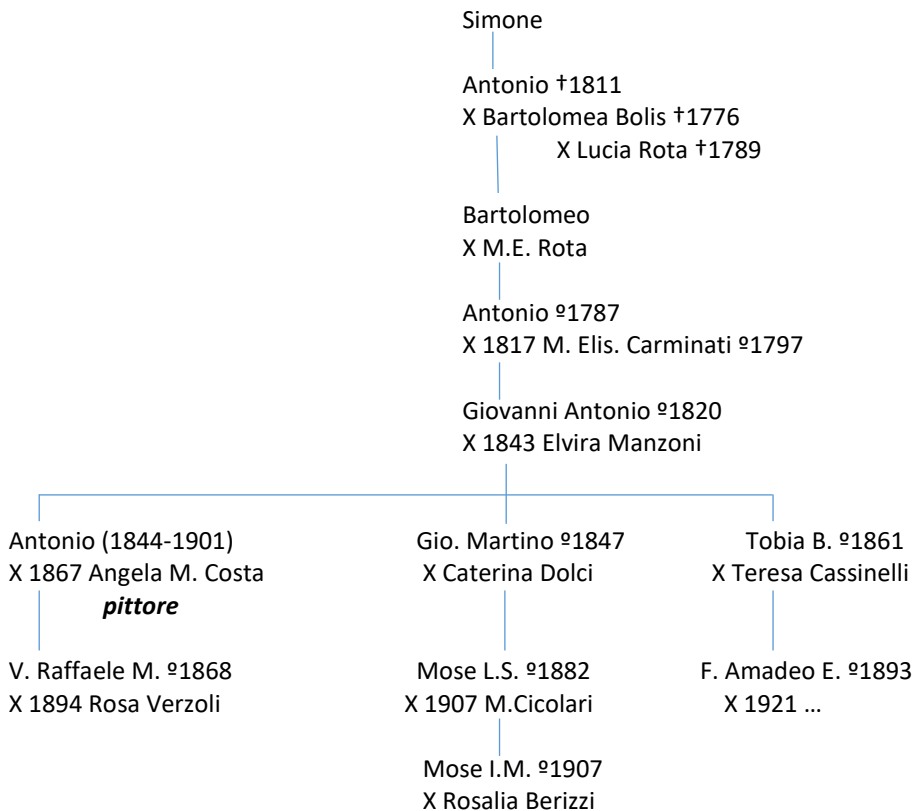 Simone
Antonio †1811
X Bartolomea Bolis †1776
X Lucia Rota †1789
Bartolomeo
X M.E. Rota
Antonio º1787
X 1817 M. Elis. Carminati º1797
Giovanni Antonio º1820
X 1843 Elvira Manzoni
Antonio (1844-1901)
X 1867 Angela M. Costa
pittore
Gio. Martino º1847
X Caterina Dolci
Tobia B. º1861
X Teresa Cassinelli
V. Raffaele M. º1868
X 1894 Rosa Verzoli
Mose L.S. º1882
X 1907 M.Cicolari
F. Amadeo E. º1893
X 1921 …
Mose I.M. º1907
X Rosalia Berizzi